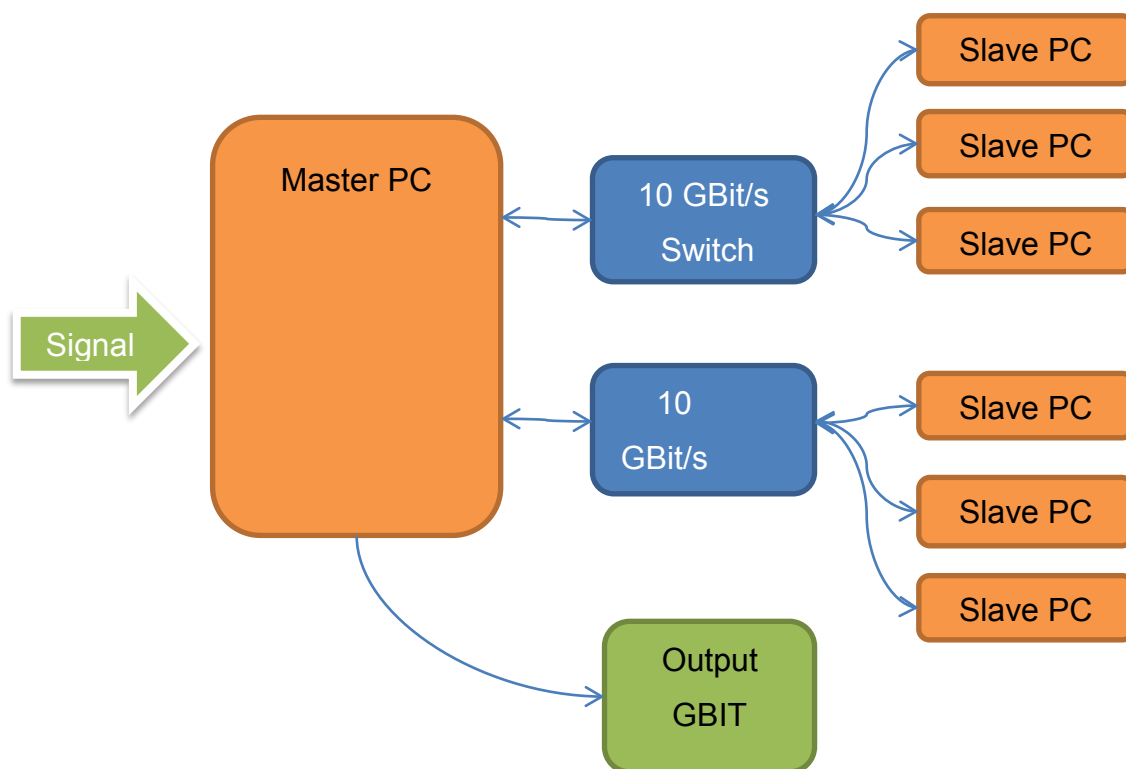 Signal
Master PC
10 GBit/s
Switch
10
GBit/s
Output
GBIT
Slave PC
Slave PC
Slave PC
Slave PC
Slave PC
Slave PC